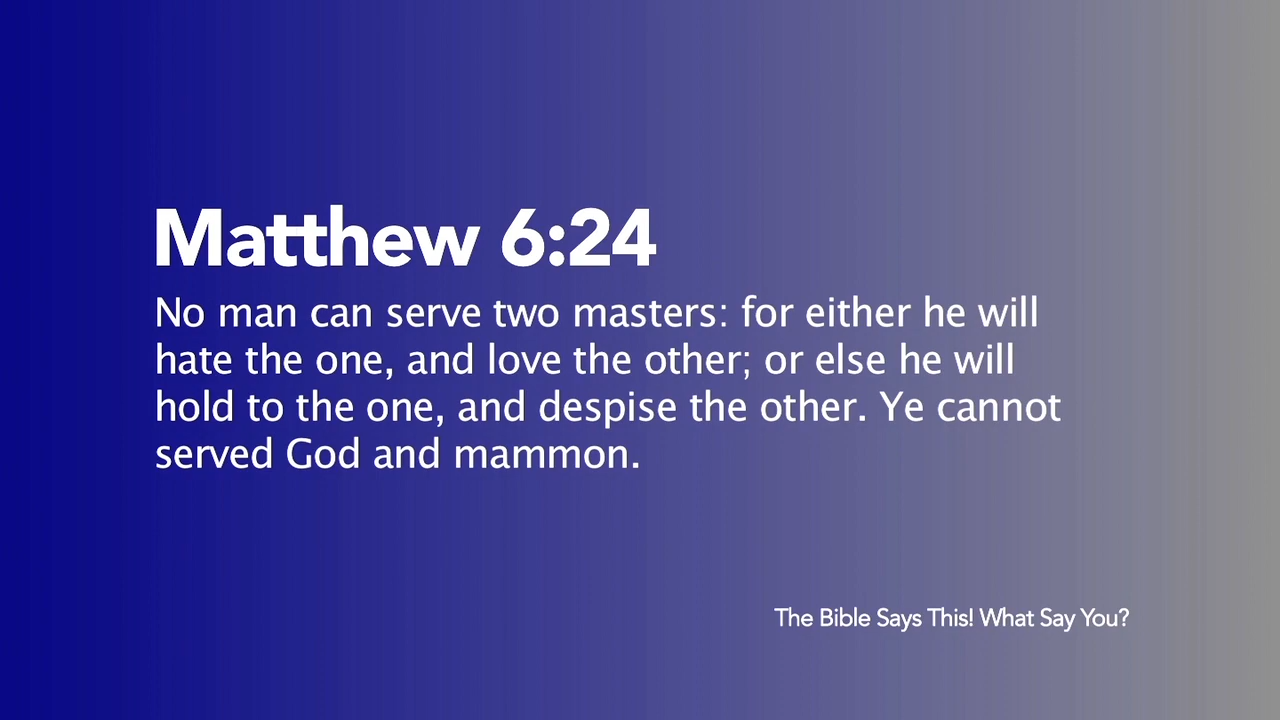 Matthew 6:24
No man can serve two masters: for either he will
hate the one, and love the other; or else he will
hold to the one, and despise the other. Ye cannot
served God and mammon.
The Bible Says This! What Say You?